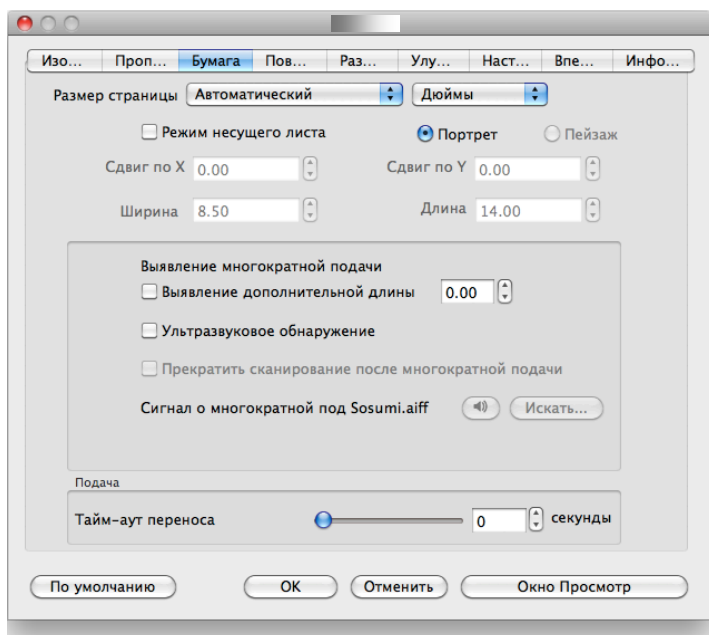 Изо... Проп... Бумага Пов... Раз... Улу... Наст... Впе... Инфо...
Размер страницы Автоматический Дюймы
Режим несущего листа Портрет Пейзаж
Сдвиг по X 0.00 Сдвиг по Y 0.00
Ширина 8.50 Длина 14.00
Выявление многократной подачи
Выявление дополнительной длины 0.00
Ультразвуковое обнаружение
Прекратить сканирование после многократной подачи
Сигнал о многократной под Sosumi.aiff Искать...
Подача
Тайм-аут переноса 0 секунды
По умолчанию OK Отменить Окно Просмотр